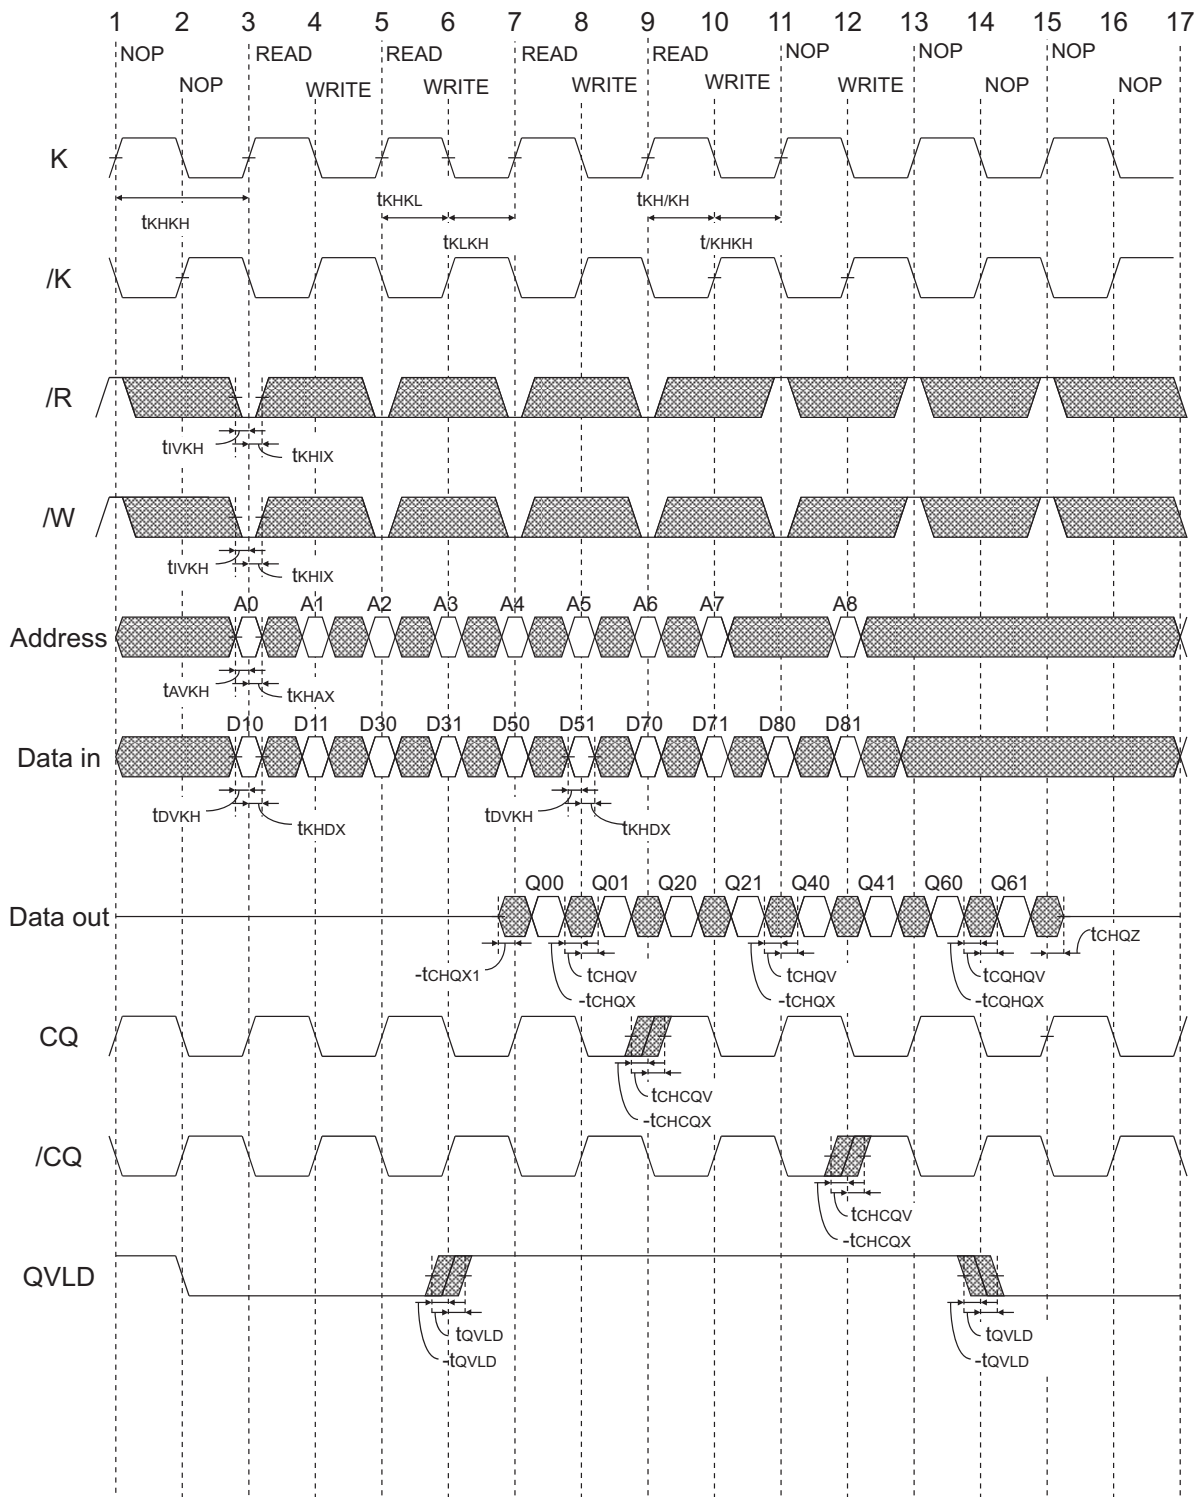 1 2 3 4 5 6 7 8 9 10 11 12 13 14 15 16 17
NOP READ READ READ READ NOP NOP NOP
NOP WRITE WRITE WRITE WRITE WRITE NOP NOP
K
tKHKL tKH/KH
tKHKH
tKLKH t/KHKH
/K
/R
tIVKH tKHIX
/W
tIVKH tKHIX
A0 A1 A2 A3 A4 A5 A6 A7 A8
Address
tAVKH tKHAX
D10 D11 D30 D31 D50 D51 D70 D71 D80 D81
Data in
tDVKH tKHDX tDVKH tKHDX
Q00 Q01 Q20 Q21 Q40 Q41 Q60 Q61
Data out
tCHQZ
-tCHQX1 tCHQV tCHQV tCQHQV
-tCHQX -tCHQX -tCQHQX
CQ
tCHCQV
-tCHCQX
/CQ
tCHCQV
-tCHCQX
QVLD
tQVLD tQVLD
-tQVLD -tQVLD